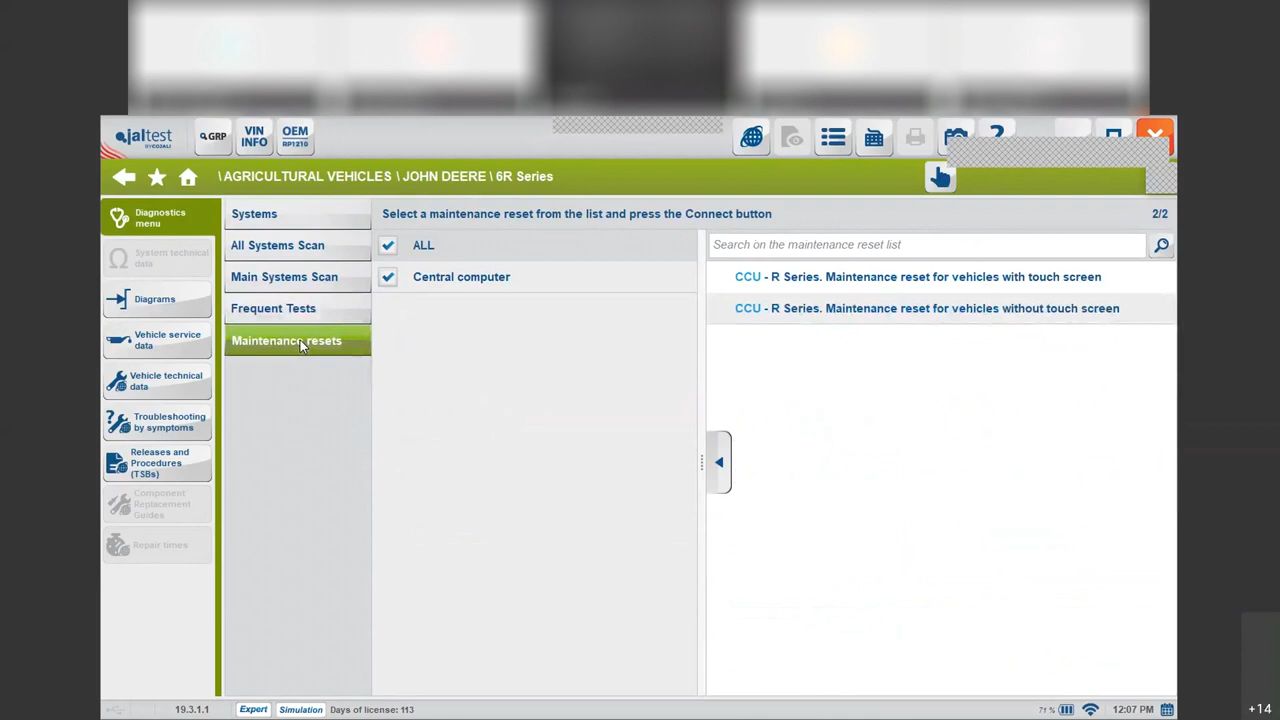 jaltest
BY COJALI
GRP
VIN
INFO
OEM
RP1210
?
\ AGRICULTURAL VEHICLES \ JOHN DEERE \ 6R Series
Diagnostics
menu
System technical
data
Diagrams
Vehicle service
data
Vehicle technical
data
Troubleshooting
by symptoms
Releases and
Procedures
(TSBs)
Component
Replacement
Guides
Repair times
Systems
All Systems Scan
Main Systems Scan
Frequent Tests
Maintenance resets
Select a maintenance reset from the list and press the Connect button
2/2
ALL
Central computer
Search on the maintenance reset list
CCU - R Series. Maintenance reset for vehicles with touch screen
CCU - R Series. Maintenance reset for vehicles without touch screen
19.3.1.1
Expert
Simulation
Days of license: 113
71 %
12:07 PM
+14